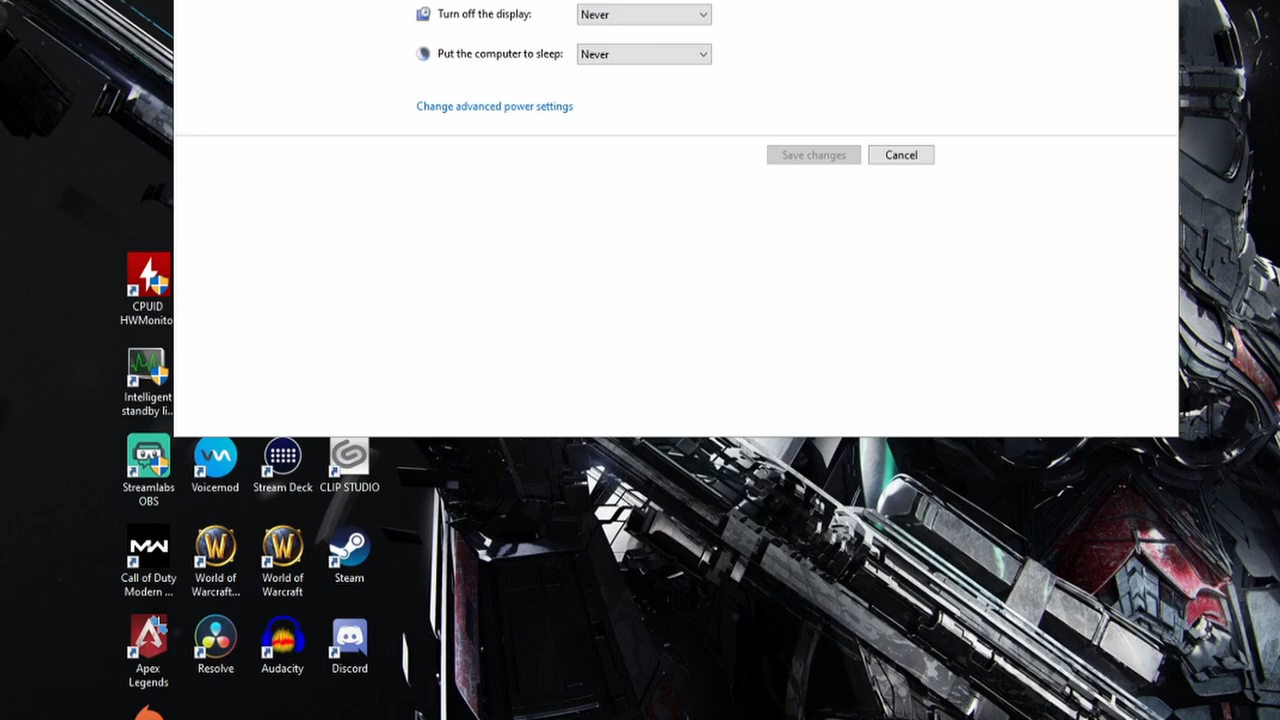 Turn off the display: Never
Put the computer to sleep: Never
Change advanced power settings
Save changes Cancel
CPUID
HWMonito
Intelligent
standby li...
Streamlabs
OBS
Voicemod
Stream Deck
CLIP STUDIO
MW
Call of Duty
Modern ...
World of
Warcraft...
World of
Warcraft
Steam
Apex
Legends
Resolve
Audacity
Discord